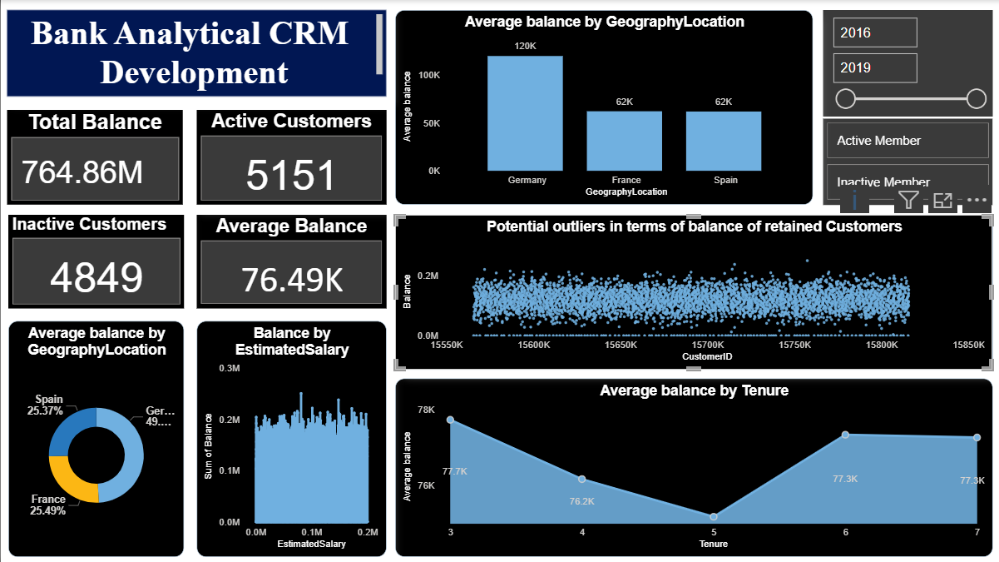 Bank Analytical CRM
Development
Total Balance
764.86M
Active Customers
5151
Inactive Customers
4849
Average Balance
76.49K
Average balance by GeographyLocation
Average balance
100K
50K
0K
120K
62K
62K
Germany
France
Spain
GeographyLocation
2016
2019
Active Member
Inactive Member
Potential outliers in terms of balance of retained Customers
Balance
0.2M
0.0M
15550K
15600K
15650K
15700K
15750K
15800K
15850K
CustomerID
Average balance by
GeographyLocation
Spain
25.37%
Ger...
49....
France
25.49%
Balance by
EstimatedSalary
Sum of Balance
0.3M
0.2M
0.1M
0.0M
0.0M
0.1M
0.2M
EstimatedSalary
Average balance by Tenure
Average balance
78K
76K
77.7K
76.2K
77.3K
77.3K
3
4
5
6
7
Tenure